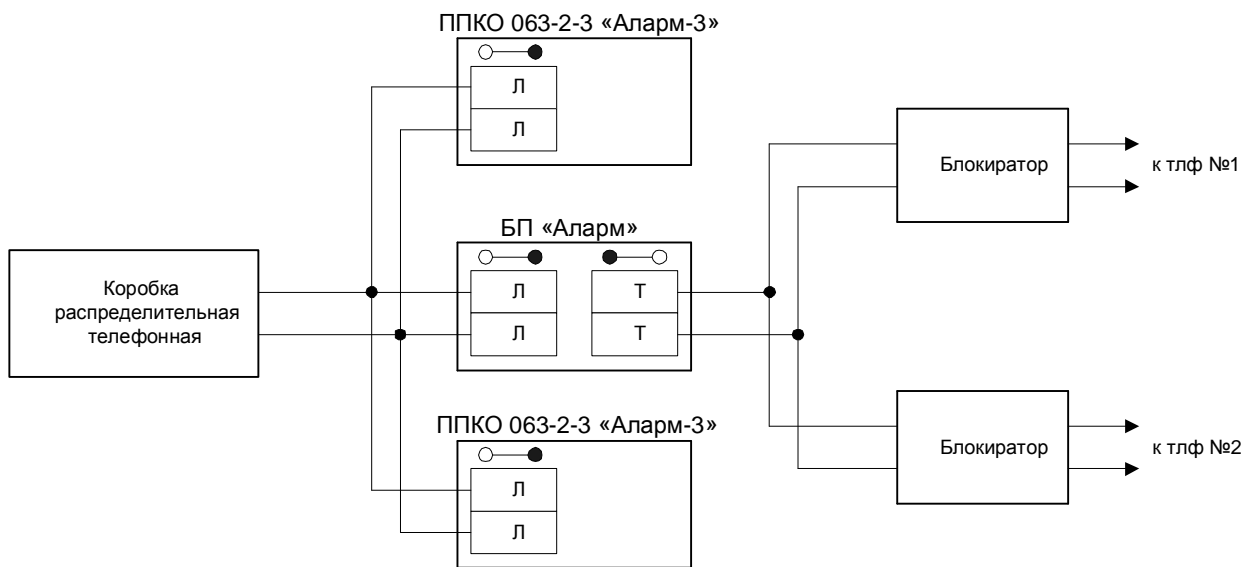 ППКО 063-2-3 «Аларм-3»
Л
Л
Блокиратор
к тлф №1
БП «Аларм»
Коробка
распределительная
телефонная
Л
Т
Л
Т
ППКО 063-2-3 «Аларм-3»
Л
Л
Блокиратор
к тлф №2